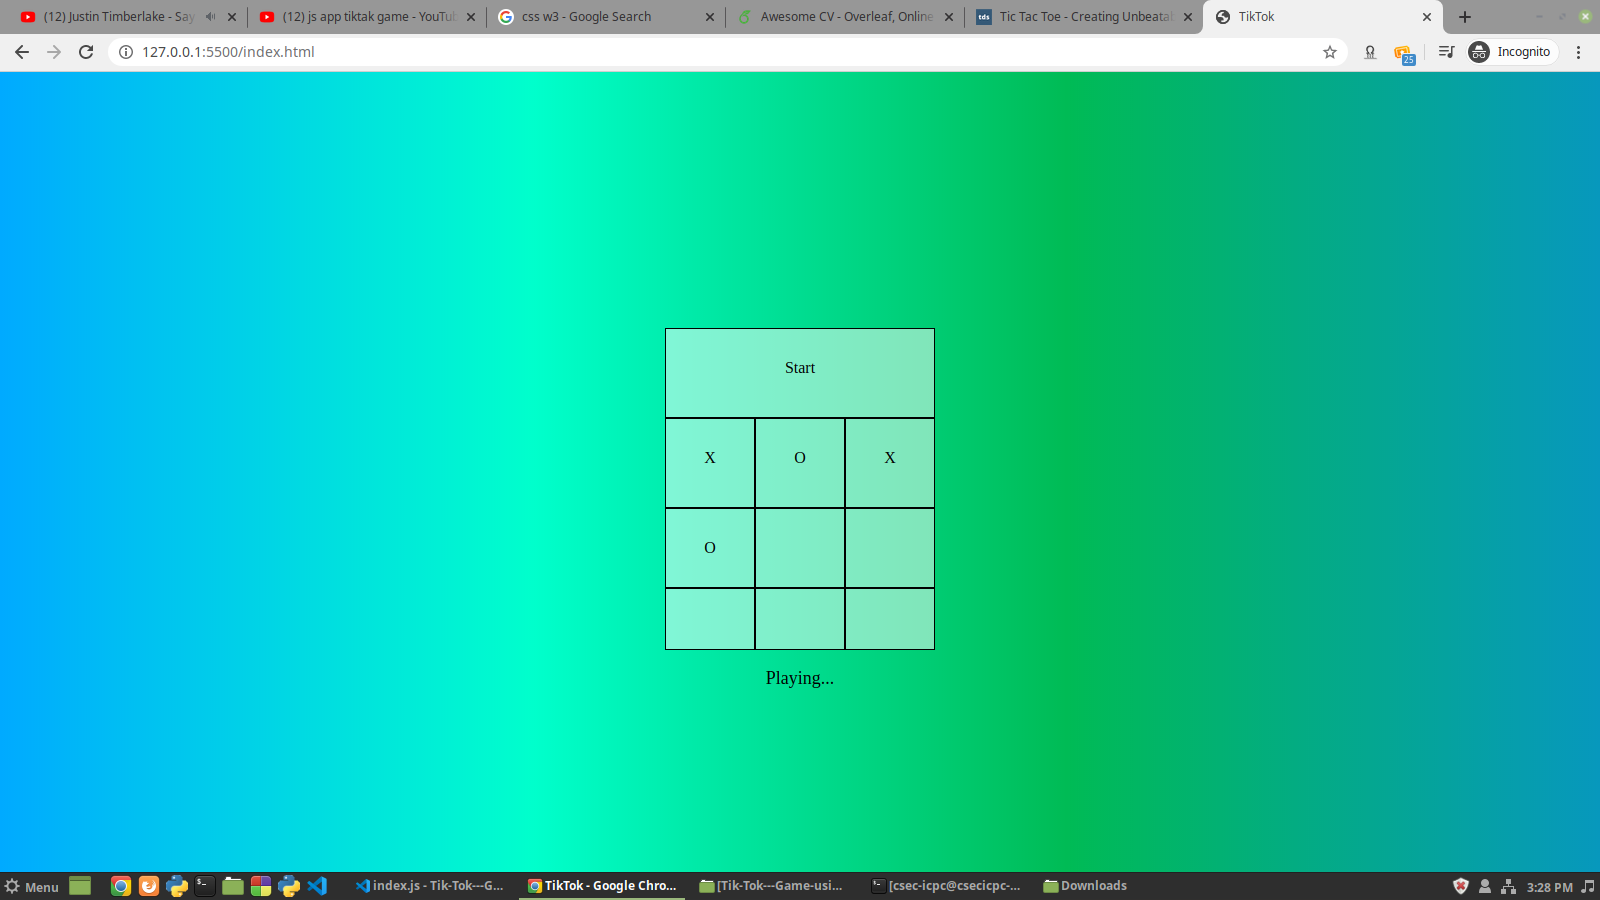 (12) Justin Timberlake - Say
(12) js app tiktak game - YouTub
css w3 - Google Search
Awesome CV - Overleaf, Online
tds
Tic Tac Toe - Creating Unbeatab
TikTok
127.0.0.1:5500/index.html
25
Incognito
Start
X O X
O
Playing...
Menu
index.js - Tik-Tok---G...
TikTok - Google Chro...
[Tik-Tok---Game-usi...
[csec-icpc@csecicpc-...
Downloads
3:28 PM